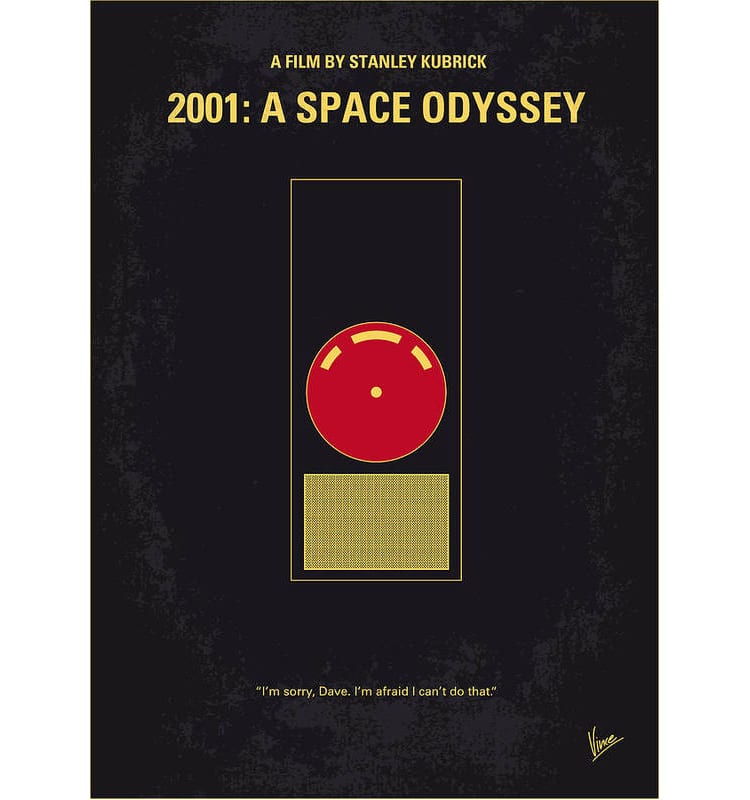 A FILM BY STANLEY KUBRICK
2001: A SPACE ODYSSEY
“I’m sorry, Dave. I’m afraid I can’t do that.”
Vince